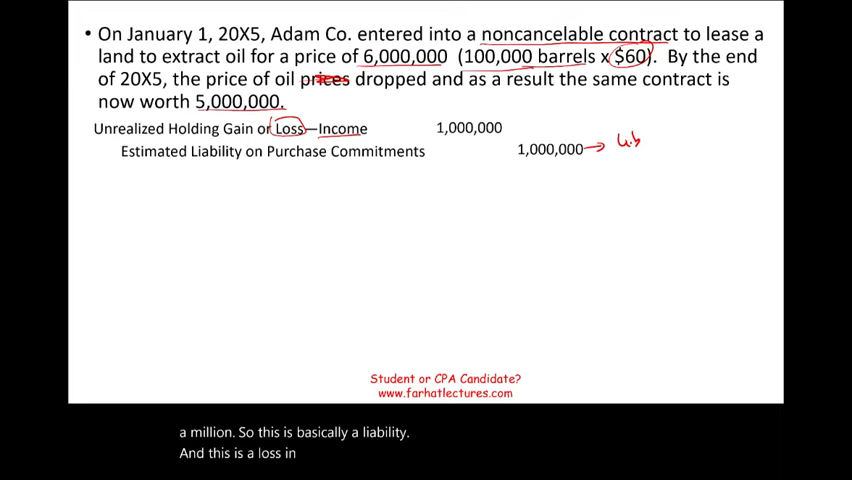 • On January 1, 20X5, Adam Co. entered into a noncancelable contract to lease a
land to extract oil for a price of 6,000,000 (100,000 barrels x $60). By the end
of 20X5, the price of oil prices dropped and as a result the same contract is
now worth 5,000,000.
Unrealized Holding Gain or Loss—Income 1,000,000
Estimated Liability on Purchase Commitments 1,000,000 → Lib
Student or CPA Candidate?
www.farhatlectures.com
a million. So this is basically a liability.
And this is a loss in